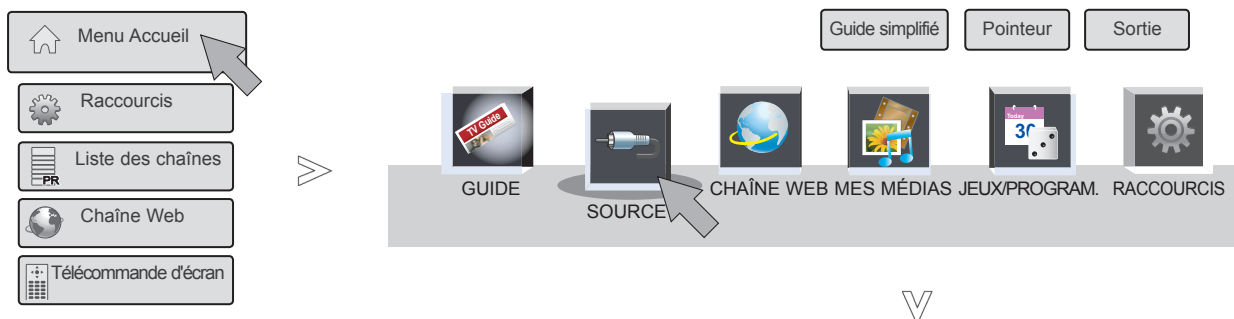 Menu Accueil
Raccourcis
Liste des chaînes
PR
Chaîne Web
Télécommande d'écran
Guide simplifié
Pointeur
Sortie
TV Guide
Today
30
GUIDE
SOURCE
CHAÎNE WEB
MES MÉDIAS
JEUX/PROGRAM.
RACCOURCIS